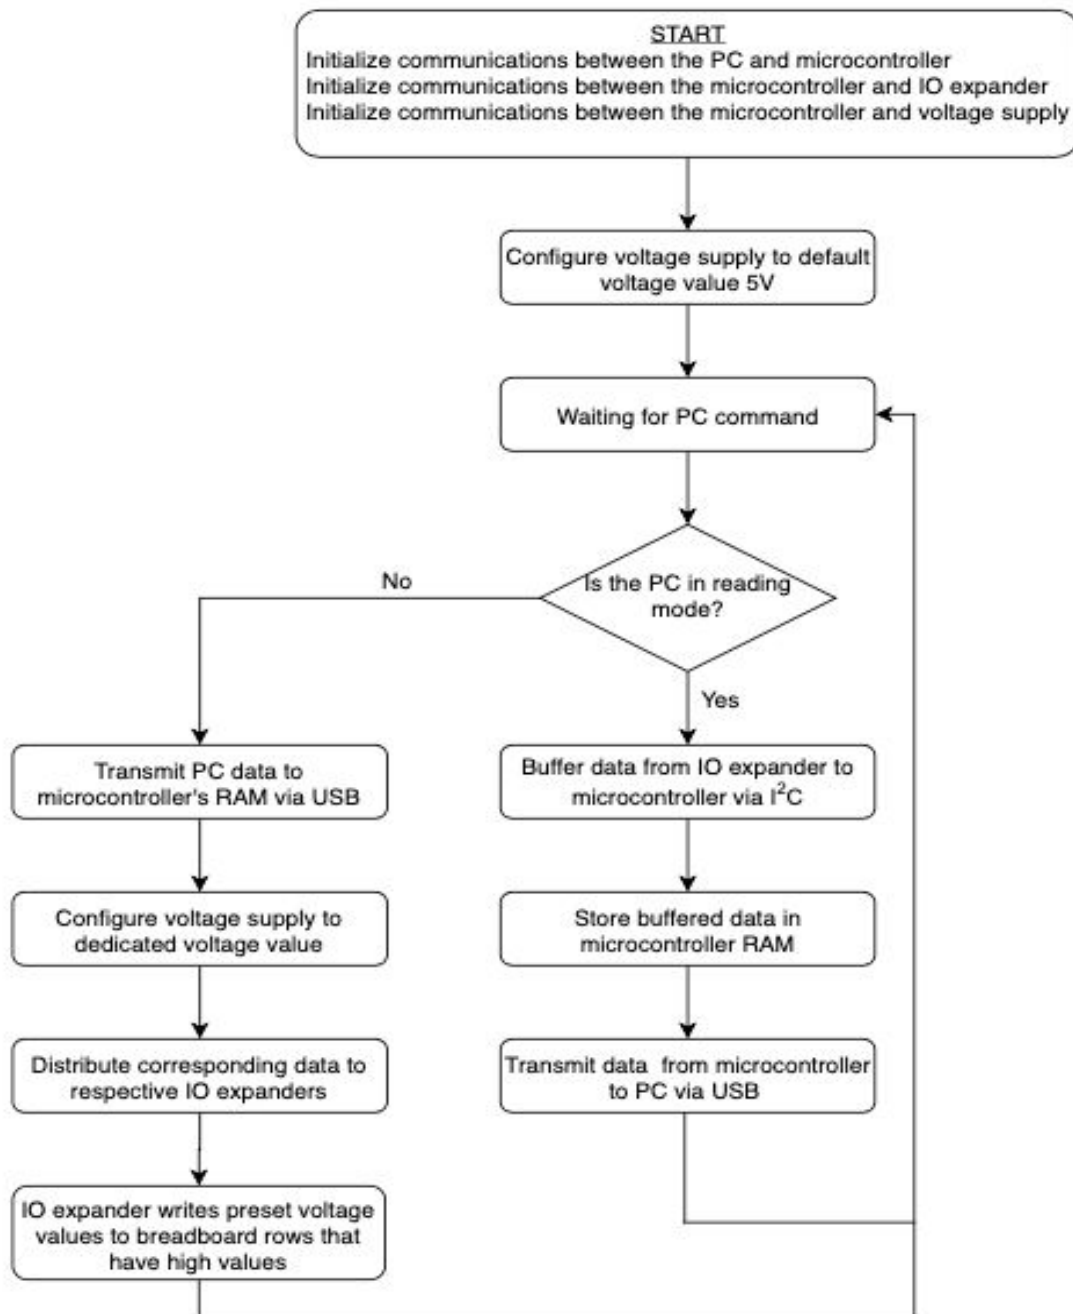 START
Initialize communications between the PC and microcontroller
Initialize communications between the microcontroller and IO expander
Initialize communications between the microcontroller and voltage supply
Configure voltage supply to default
voltage value 5V
Waiting for PC command
Is the PC in reading
mode?
No
Yes
Transmit PC data to
microcontroller's RAM via USB
Configure voltage supply to
dedicated voltage value
Distribute corresponding data to
respective IO expanders
IO expander writes preset voltage
values to breadboard rows that
have high values
Buffer data from IO expander to
microcontroller via I²C
Store buffered data in
microcontroller RAM
Transmit data  from microcontroller
to PC via USB